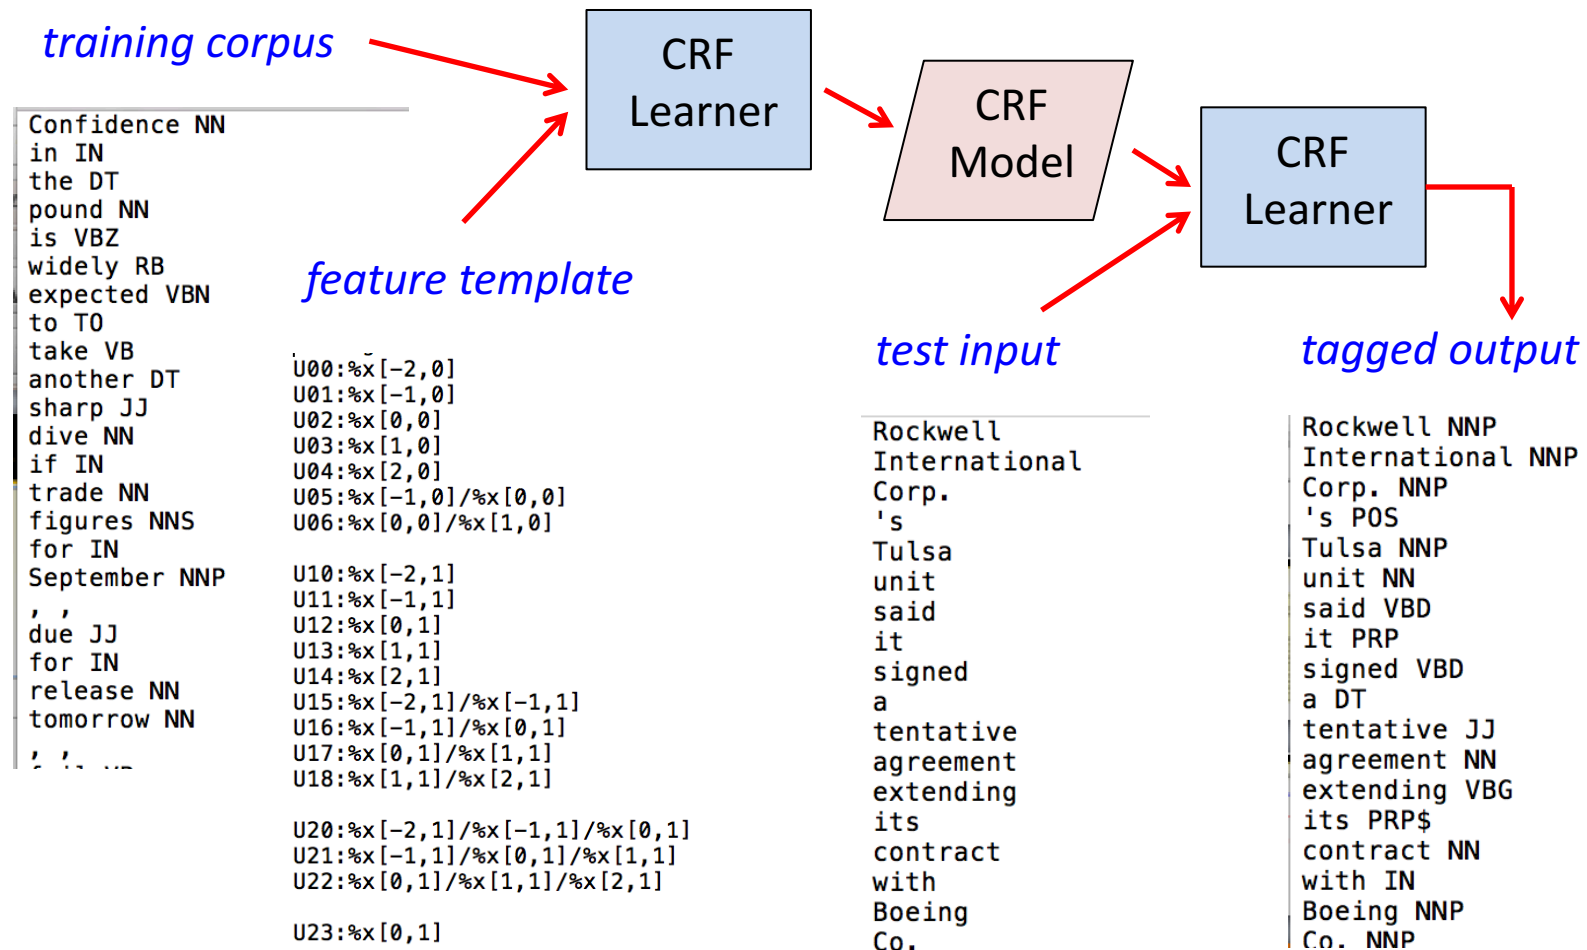 training corpus
CRF
Learner
CRF
Model
CRF
Learner
Confidence NN
in IN
the DT
pound NN
is VBZ
widely RB
expected VBN
to TO
take VB
another DT
sharp JJ
dive NN
if IN
trade NN
figures NNS
for IN
September NNP
, ,
due JJ
for IN
release NN
tomorrow NN
, ,
feature template
U00:%x[-2,0]
U01:%x[-1,0]
U02:%x[0,0]
U03:%x[1,0]
U04:%x[2,0]
U05:%x[-1,0]/%x[0,0]
U06:%x[0,0]/%x[1,0]
U10:%x[-2,1]
U11:%x[-1,1]
U12:%x[0,1]
U13:%x[1,1]
U14:%x[2,1]
U15:%x[-2,1]/%x[-1,1]
U16:%x[-1,1]/%x[0,1]
U17:%x[0,1]/%x[1,1]
U18:%x[1,1]/%x[2,1]
U20:%x[-2,1]/%x[-1,1]/%x[0,1]
U21:%x[-1,1]/%x[0,1]/%x[1,1]
U22:%x[0,1]/%x[1,1]/%x[2,1]
U23:%x[0,1]
test input
Rockwell
International
Corp.
's
Tulsa
unit
said
it
signed
a
tentative
agreement
extending
its
contract
with
Boeing
Co.
tagged output
Rockwell NNP
International NNP
Corp. NNP
's POS
Tulsa NNP
unit NN
said VBD
it PRP
signed VBD
a DT
tentative JJ
agreement NN
extending VBG
its PRP$
contract NN
with IN
Boeing NNP
Co. NNP